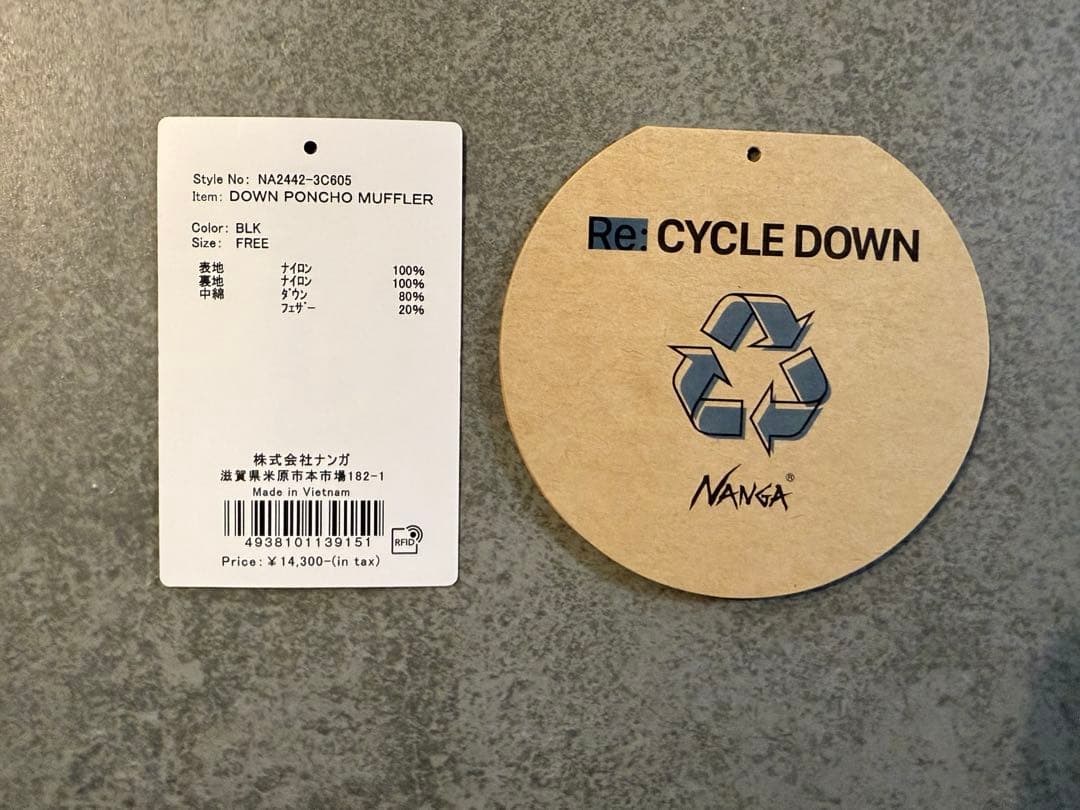 Style No: NA2442-3C605
Item: DOWN PONCHO MUFFLER
Color: BLK
Size: FREE
表地 ナイロン 100%
裏地 ナイロン 100%
中綿 ダウン 80%
フェザー 20%
株式会社ナンガ
滋賀県米原市本市場182-1
Made in Vietnam
4938101139151
RFID
Price: ¥14,300-(in tax)
Re: CYCLE DOWN
NANGA®